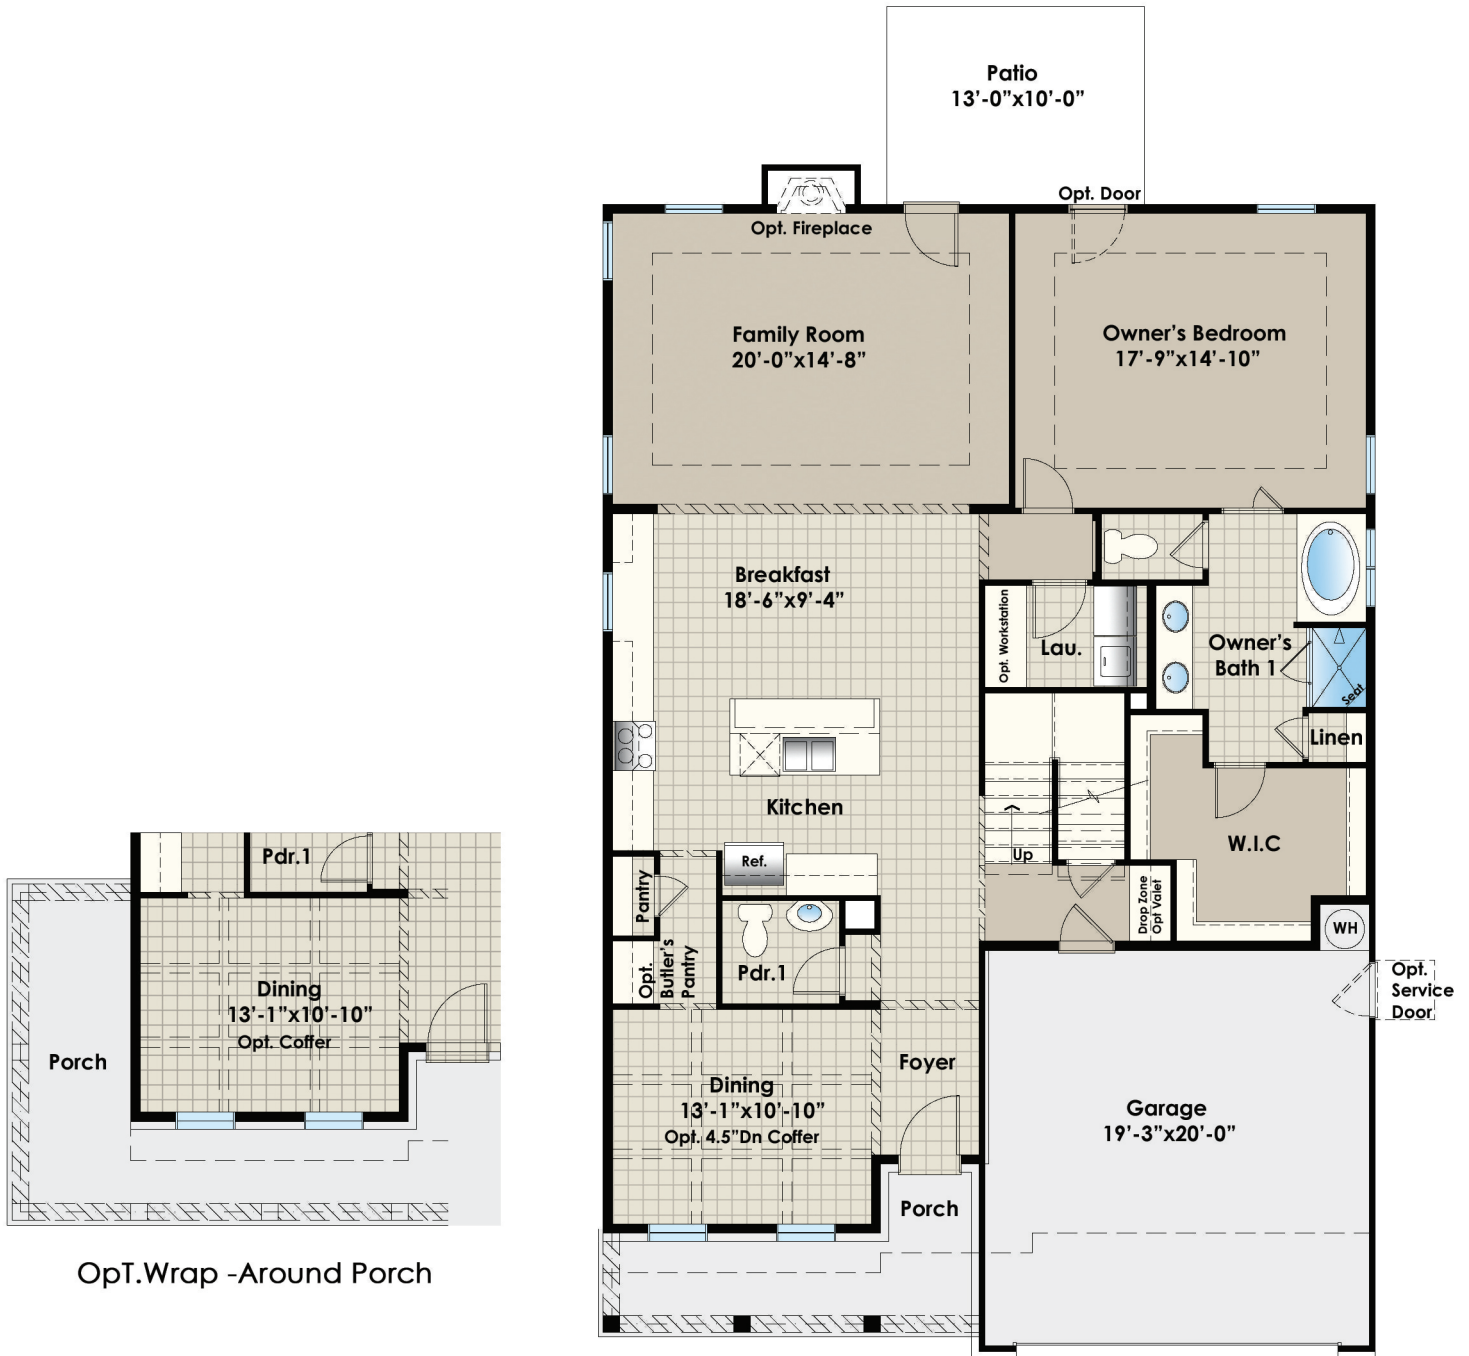 Patio
13'-0"x10'-0"
Opt. Door
Opt. Fireplace
Family Room
20'-0"x14'-8"
Owner's Bedroom
17'-9"x14'-10"
Breakfast
18'-6"x9'-4"
Opt. Workstation
Lau.
Owner's
Bath 1
Seat
Linen
Kitchen
Up
W.I.C
Ref.
Pantry
Drop Zone
Opt Valet
WH
Opt.
Butler's
Pantry
Pdr.1
Opt.
Service
Door
Foyer
Dining
13'-1"x10'-10"
Opt. 4.5"Dn Coffer
Garage
19'-3"x20'-0"
Porch
Pdr.1
Dining
13'-1"x10'-10"
Opt. Coffer
Porch
OpT.Wrap -Around Porch